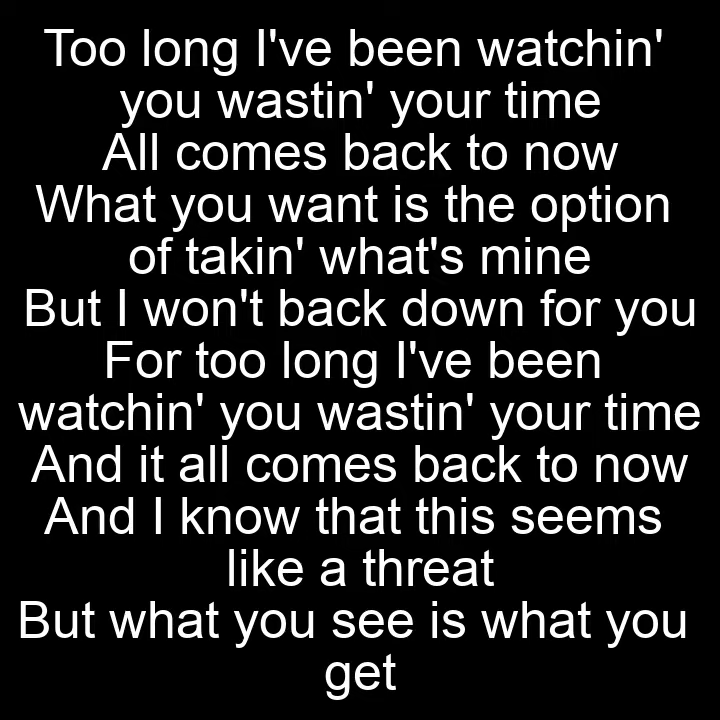 Too long I've been watchin'
you wastin' your time
All comes back to now
What you want is the option
of takin' what's mine
But I won't back down for you
For too long I've been
watchin' you wastin' your time
And it all comes back to now
And I know that this seems
like a threat
But what you see is what you
get